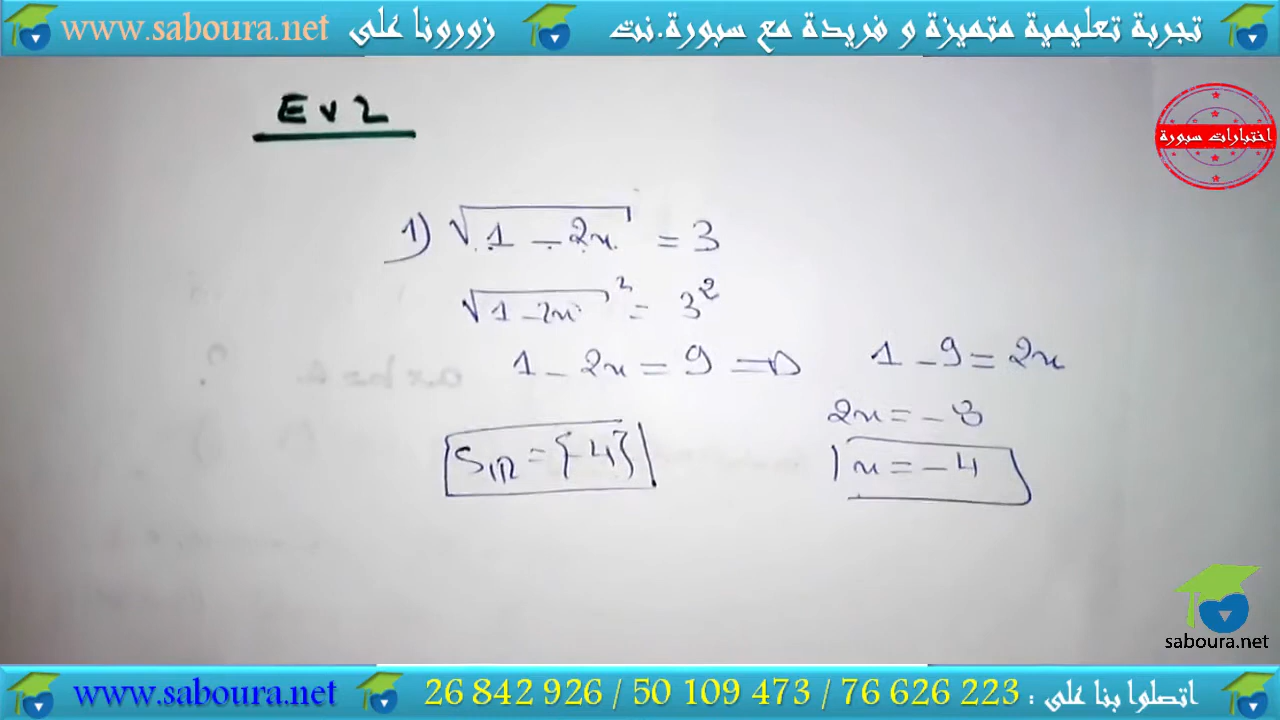 تجربة تعليمية متميزة و فريدة مع سبورة.نت زورونا على www.saboura.net
Ex 2
اختبارات سبورة
1) √(1 - 2x) = 3
√(1 - 2x)² = 3²
1 - 2x = 9 => 1 - 9 = 2x
2x = -8
S_IR = {-4} x = -4
saboura.net
www.saboura.net 26 842 926 / 50 109 473 / 76 626 223 : اتصلوا بنا على